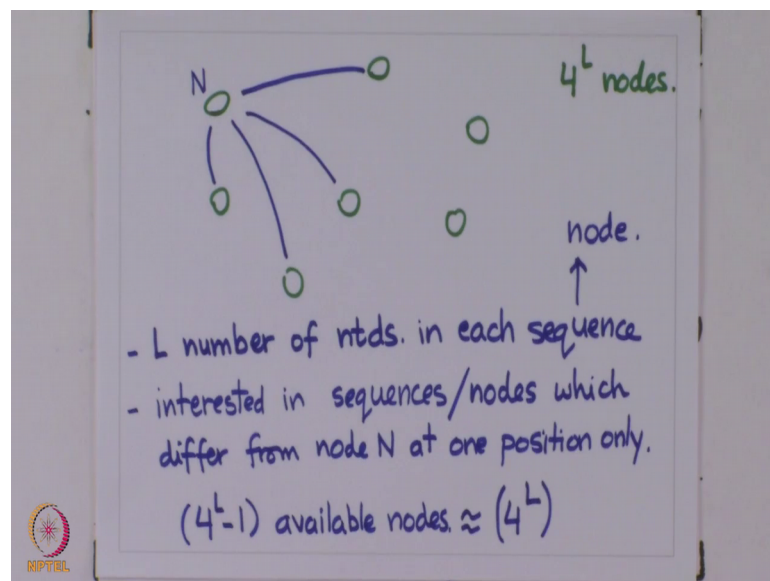 N
4^L nodes.
node.
- L number of ntds. in each sequence
- interested in sequences/nodes which
differ from node N at one position only.
(4^L-1) available nodes. ≈ (4^L)
NPTEL